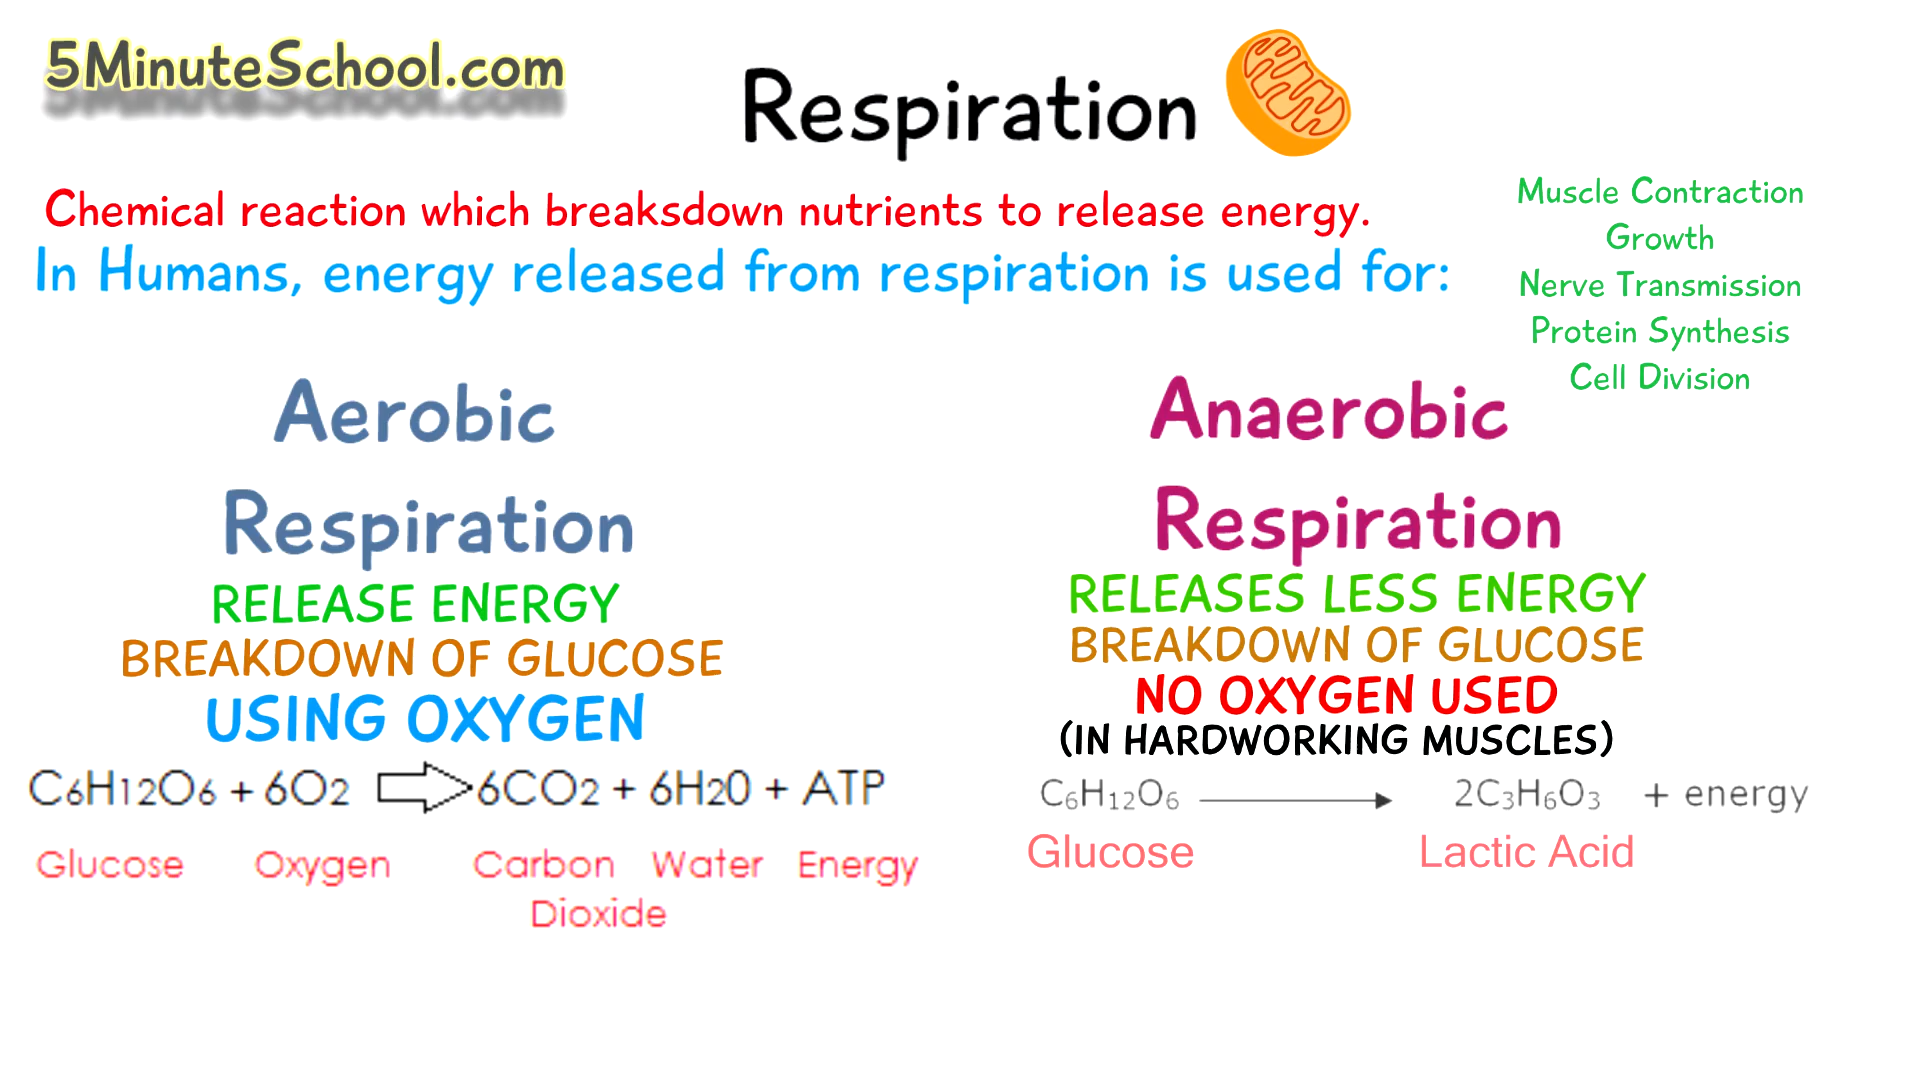 5MinuteSchool.com
Respiration
Chemical reaction which breaksdown nutrients to release energy.
In Humans, energy released from respiration is used for:
Muscle Contraction
Growth
Nerve Transmission
Protein Synthesis
Cell Division
Aerobic
Respiration
RELEASE ENERGY
BREAKDOWN OF GLUCOSE
USING OXYGEN
C6H12O6 + 6O2 ⇨ 6CO2 + 6H20 + ATP
Glucose Oxygen Carbon Water Energy
Dioxide
Anaerobic
Respiration
RELEASES LESS ENERGY
BREAKDOWN OF GLUCOSE
NO OXYGEN USED
(IN HARDWORKING MUSCLES)
C₆H₁₂O₆ → 2C₃H₆O₃ + energy
Glucose Lactic Acid